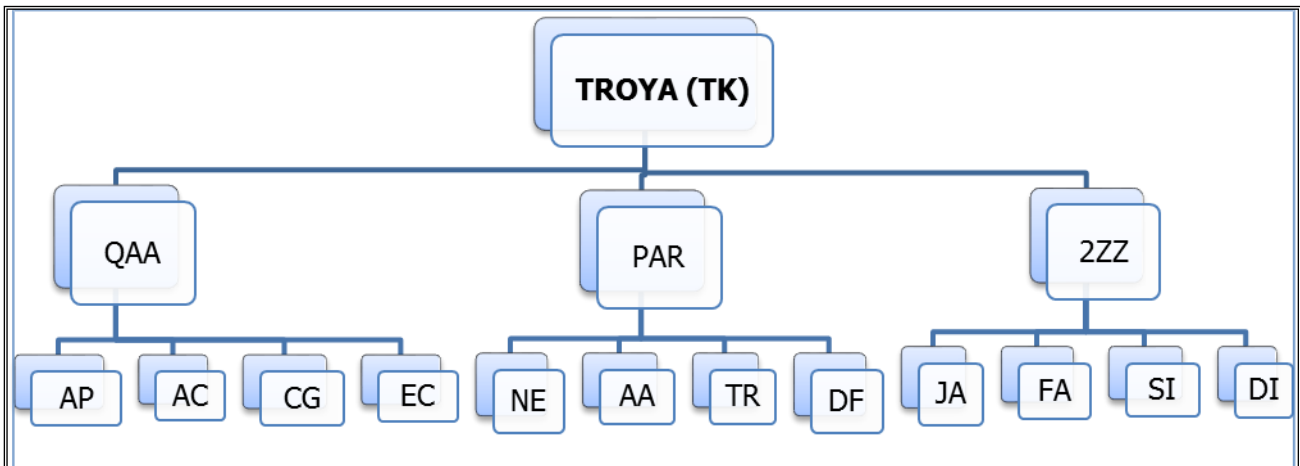 TROYA (TK)
QAA
PAR
2ZZ
AP
AC
CG
EC
NE
AA
TR
DF
JA
FA
SI
DI